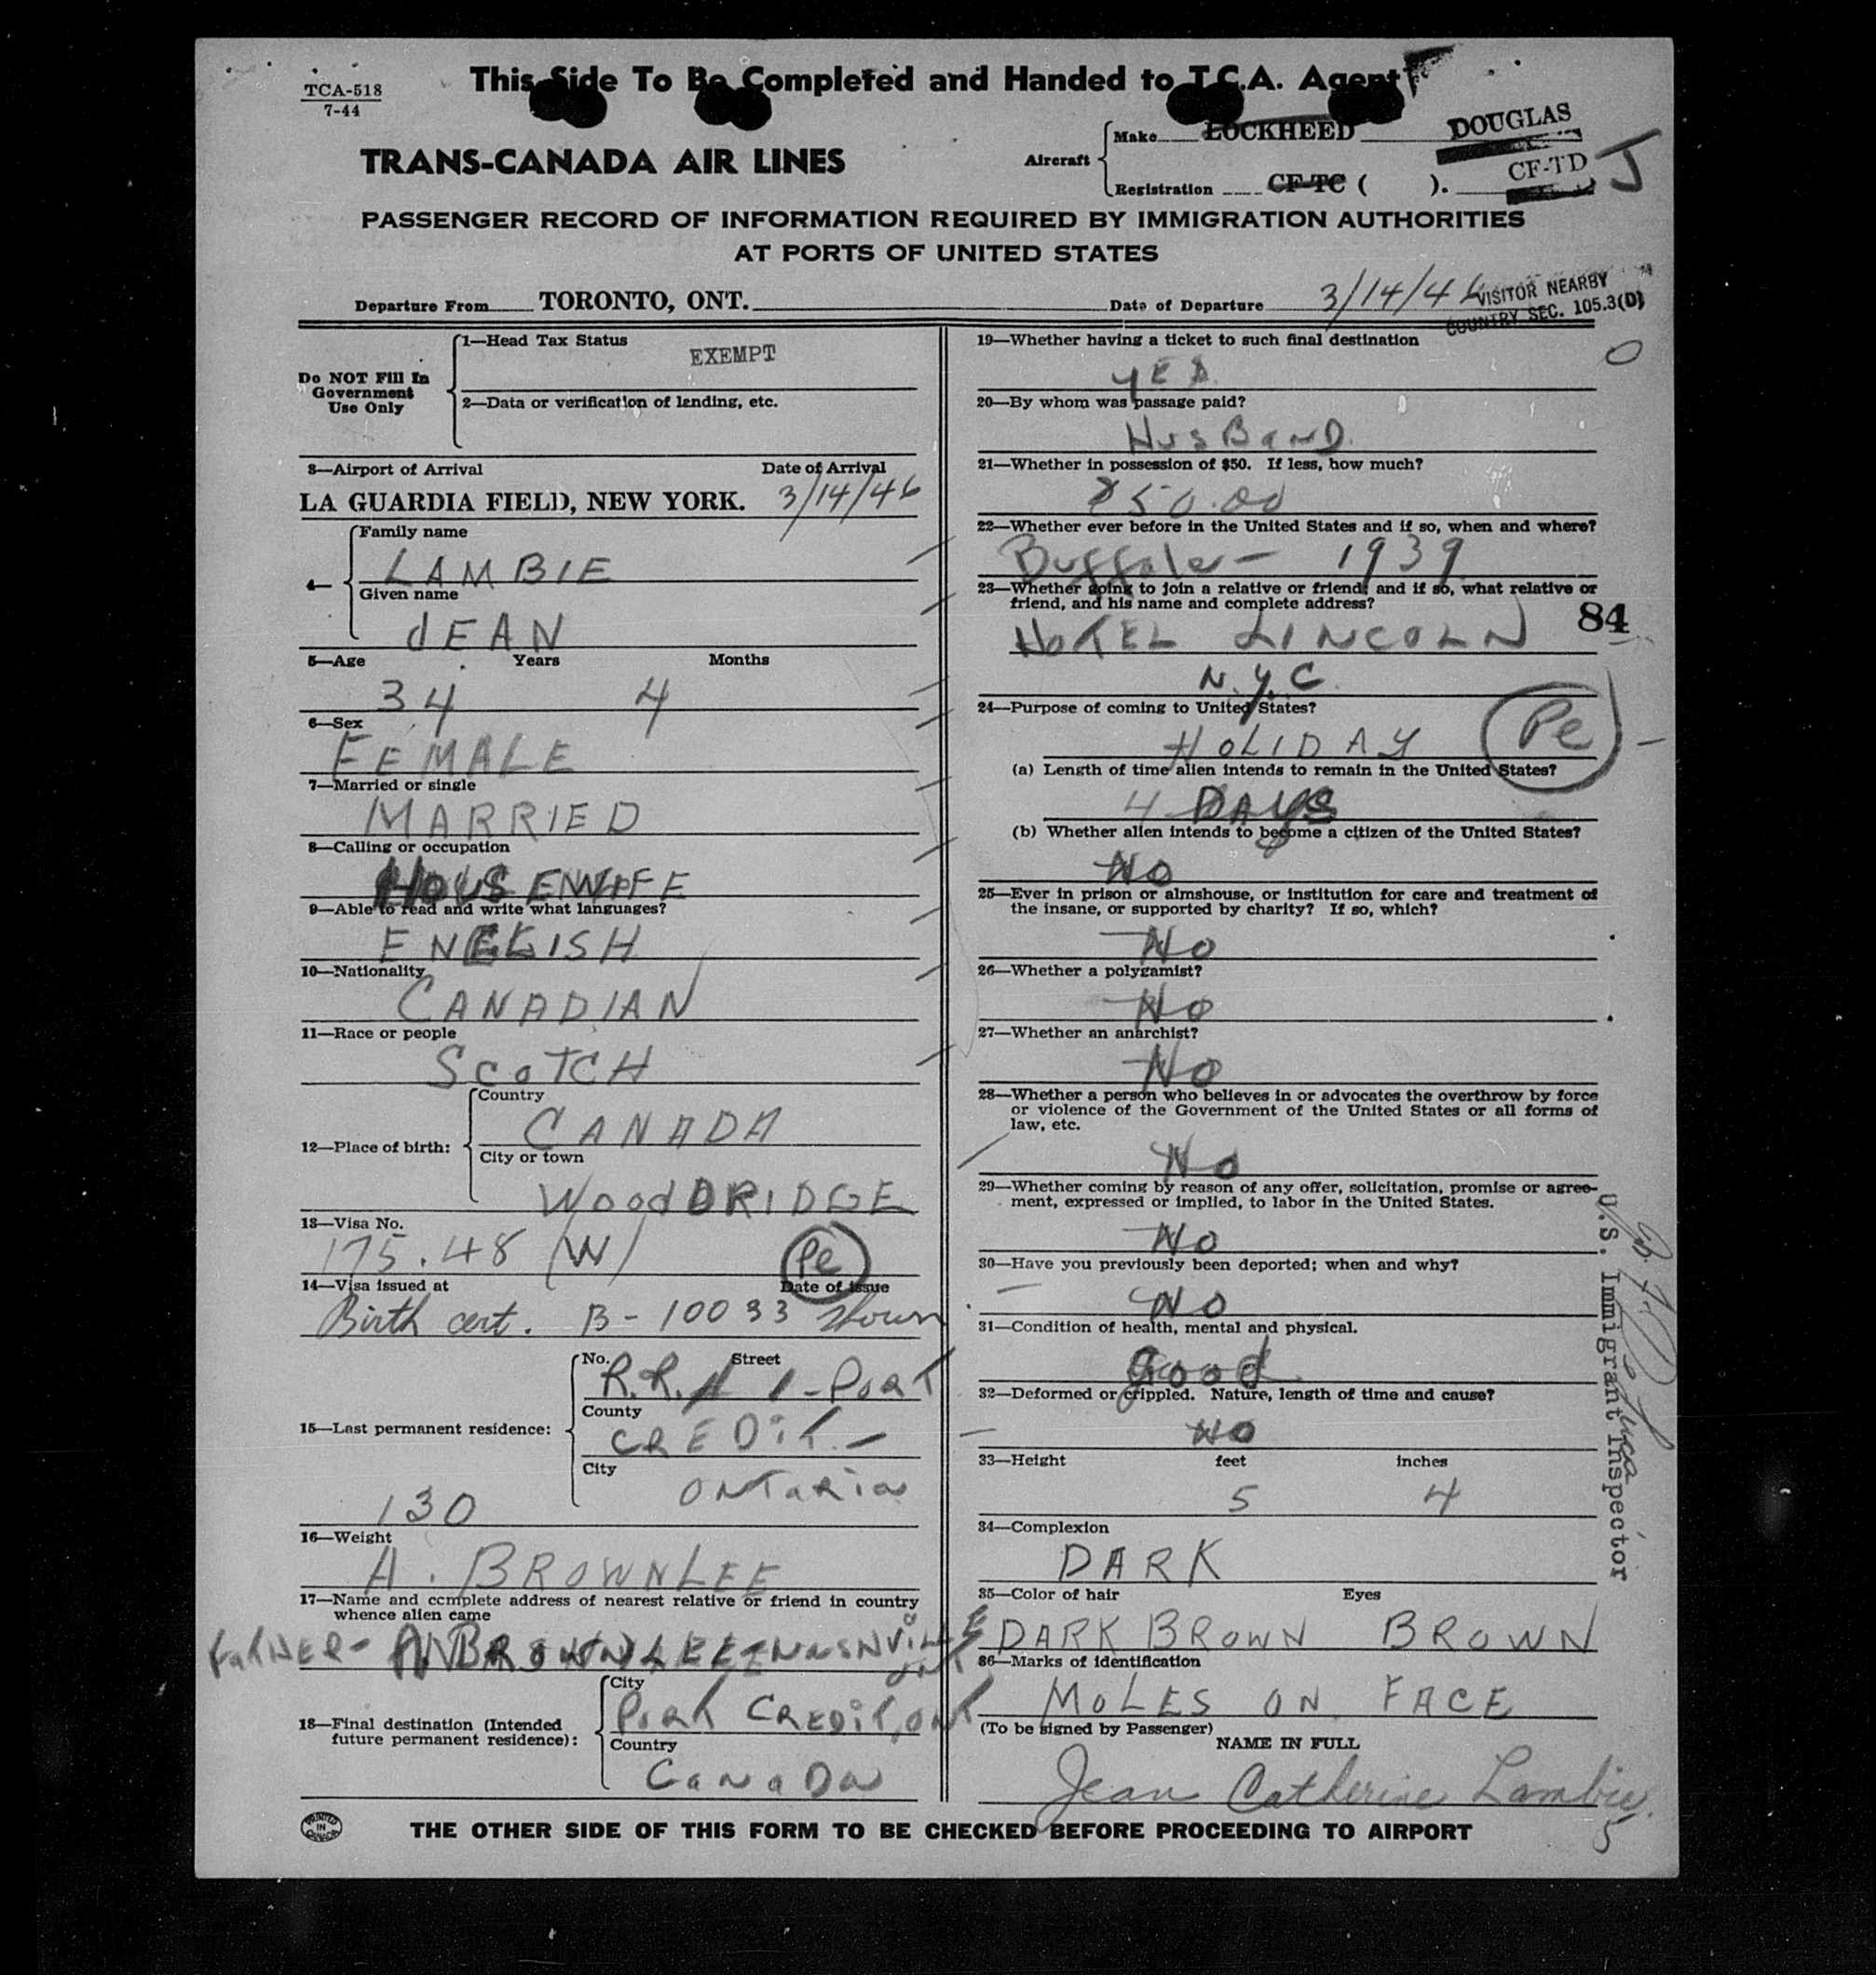 TCA-518
7-44
This Side To Be Completed and Handed to T.C.A. Agent
TRANS-CANADA AIR LINES
Aircraft
Make LOCKHEED DOUGLAS
Registration CF-TC ( ). CF-TD J
PASSENGER RECORD OF INFORMATION REQUIRED BY IMMIGRATION AUTHORITIES
AT PORTS OF UNITED STATES
Departure From TORONTO, ONT. Date of Departure 3/14/46
VISITOR NEARBY
COUNTRY SEC. 105.3(D)
Do NOT Fill In
Government
Use Only
1—Head Tax Status
EXEMPT
2—Data or verification of landing, etc.
3—Airport of Arrival Date of Arrival
LA GUARDIA FIELD, NEW YORK. 3/14/46
4—
Family name
LAMBIE
Given name
JEAN
5—Age Years Months
34 4
6—Sex
FEMALE
7—Married or single
MARRIED
8—Calling or occupation
HOUSEWIFE
9—Able to read and write what languages?
ENGLISH
10—Nationality
CANADIAN
11—Race or people
SCOTCH
12—Place of birth:
Country
CANADA
City or town
WOODBRIDGE
13—Visa No.
175.48 (W) Pe
14—Visa issued at Date of issue
Birth cert. B-10033 shown
15—Last permanent residence:
No. Street
R.R. # 1 - PORT
County
CREDIT -
City
ONTARIO
130
16—Weight
A. BROWNLEE
17—Name and complete address of nearest relative or friend in country
whence alien came
FATHER - A BROWNLEE
18—Final destination (Intended
future permanent residence):
City
PORT CREDIT, ONT
Country
CANADA
19—Whether having a ticket to such final destination
YES O
20—By whom was passage paid?
HUSBAND.
21—Whether in possession of $50. If less, how much?
$50.00
22—Whether ever before in the United States and if so, when and where?
Buffalo - 1939
23—Whether going to join a relative or friend; and if so, what relative or
friend, and his name and complete address?
84
HOTEL LINCOLN
N.Y.C.
24—Purpose of coming to United States?
HOLIDAY Pe
(a) Length of time alien intends to remain in the United States?
4 DAYS
(b) Whether alien intends to become a citizen of the United States?
NO
25—Ever in prison or almshouse, or institution for care and treatment of
the insane, or supported by charity? If so, which?
NO
26—Whether a polygamist?
NO
27—Whether an anarchist?
NO
28—Whether a person who believes in or advocates the overthrow by force
or violence of the Government of the United States or all forms of
law, etc.
NO
29—Whether coming by reason of any offer, solicitation, promise or agree-
ment, expressed or implied, to labor in the United States.
NO
30—Have you previously been deported; when and why?
NO
31—Condition of health, mental and physical.
Good
32—Deformed or crippled. Nature, length of time and cause?
NO
33—Height feet inches
5 4
34—Complexion
DARK
35—Color of hair Eyes
DARK BROWN BROWN
36—Marks of identification
MOLES ON FACE
(To be signed by Passenger)
NAME IN FULL
Jean Catherine Lambie.
5
U.S. Immigrant Inspector
PRINTED
IN
CANADA
THE OTHER SIDE OF THIS FORM TO BE CHECKED BEFORE PROCEEDING TO AIRPORT